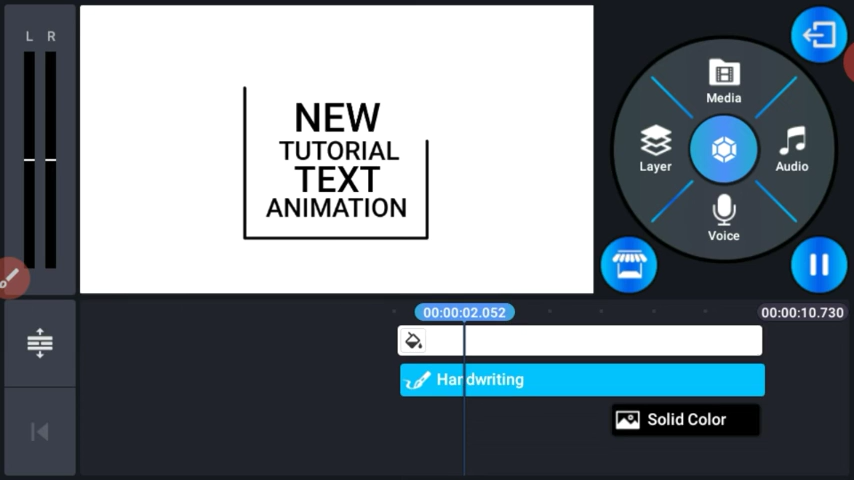 L R
NEW
TUTORIAL
TEXT
ANIMATION
Media
Layer
Audio
Voice
00:00:02.052
00:00:10.730
Handwriting
Solid Color